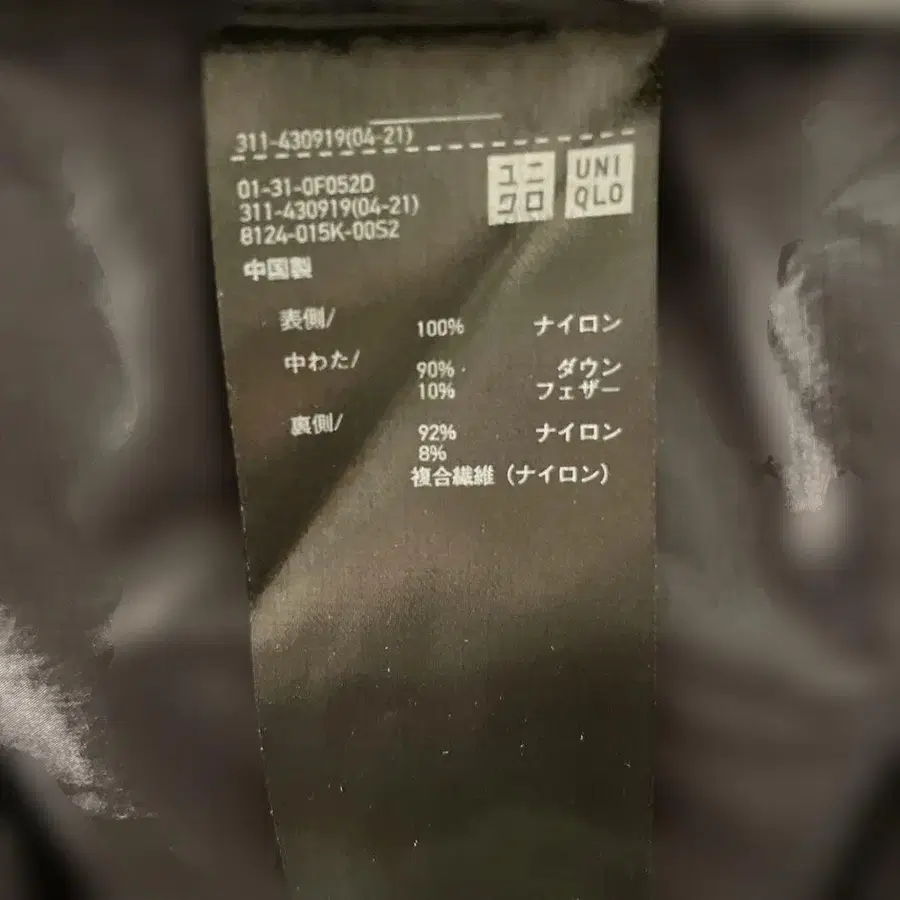 311-430919(04-21)
ユニ
クロ
UNI
QLO
01-31-0F052D
311-430919(04-21)
8124-015K-00S2
中国製
表側/ 100% ナイロン
中わた/ 90% ダウン
10% フェザー
裏側/ 92% ナイロン
8%
複合繊維（ナイロン）